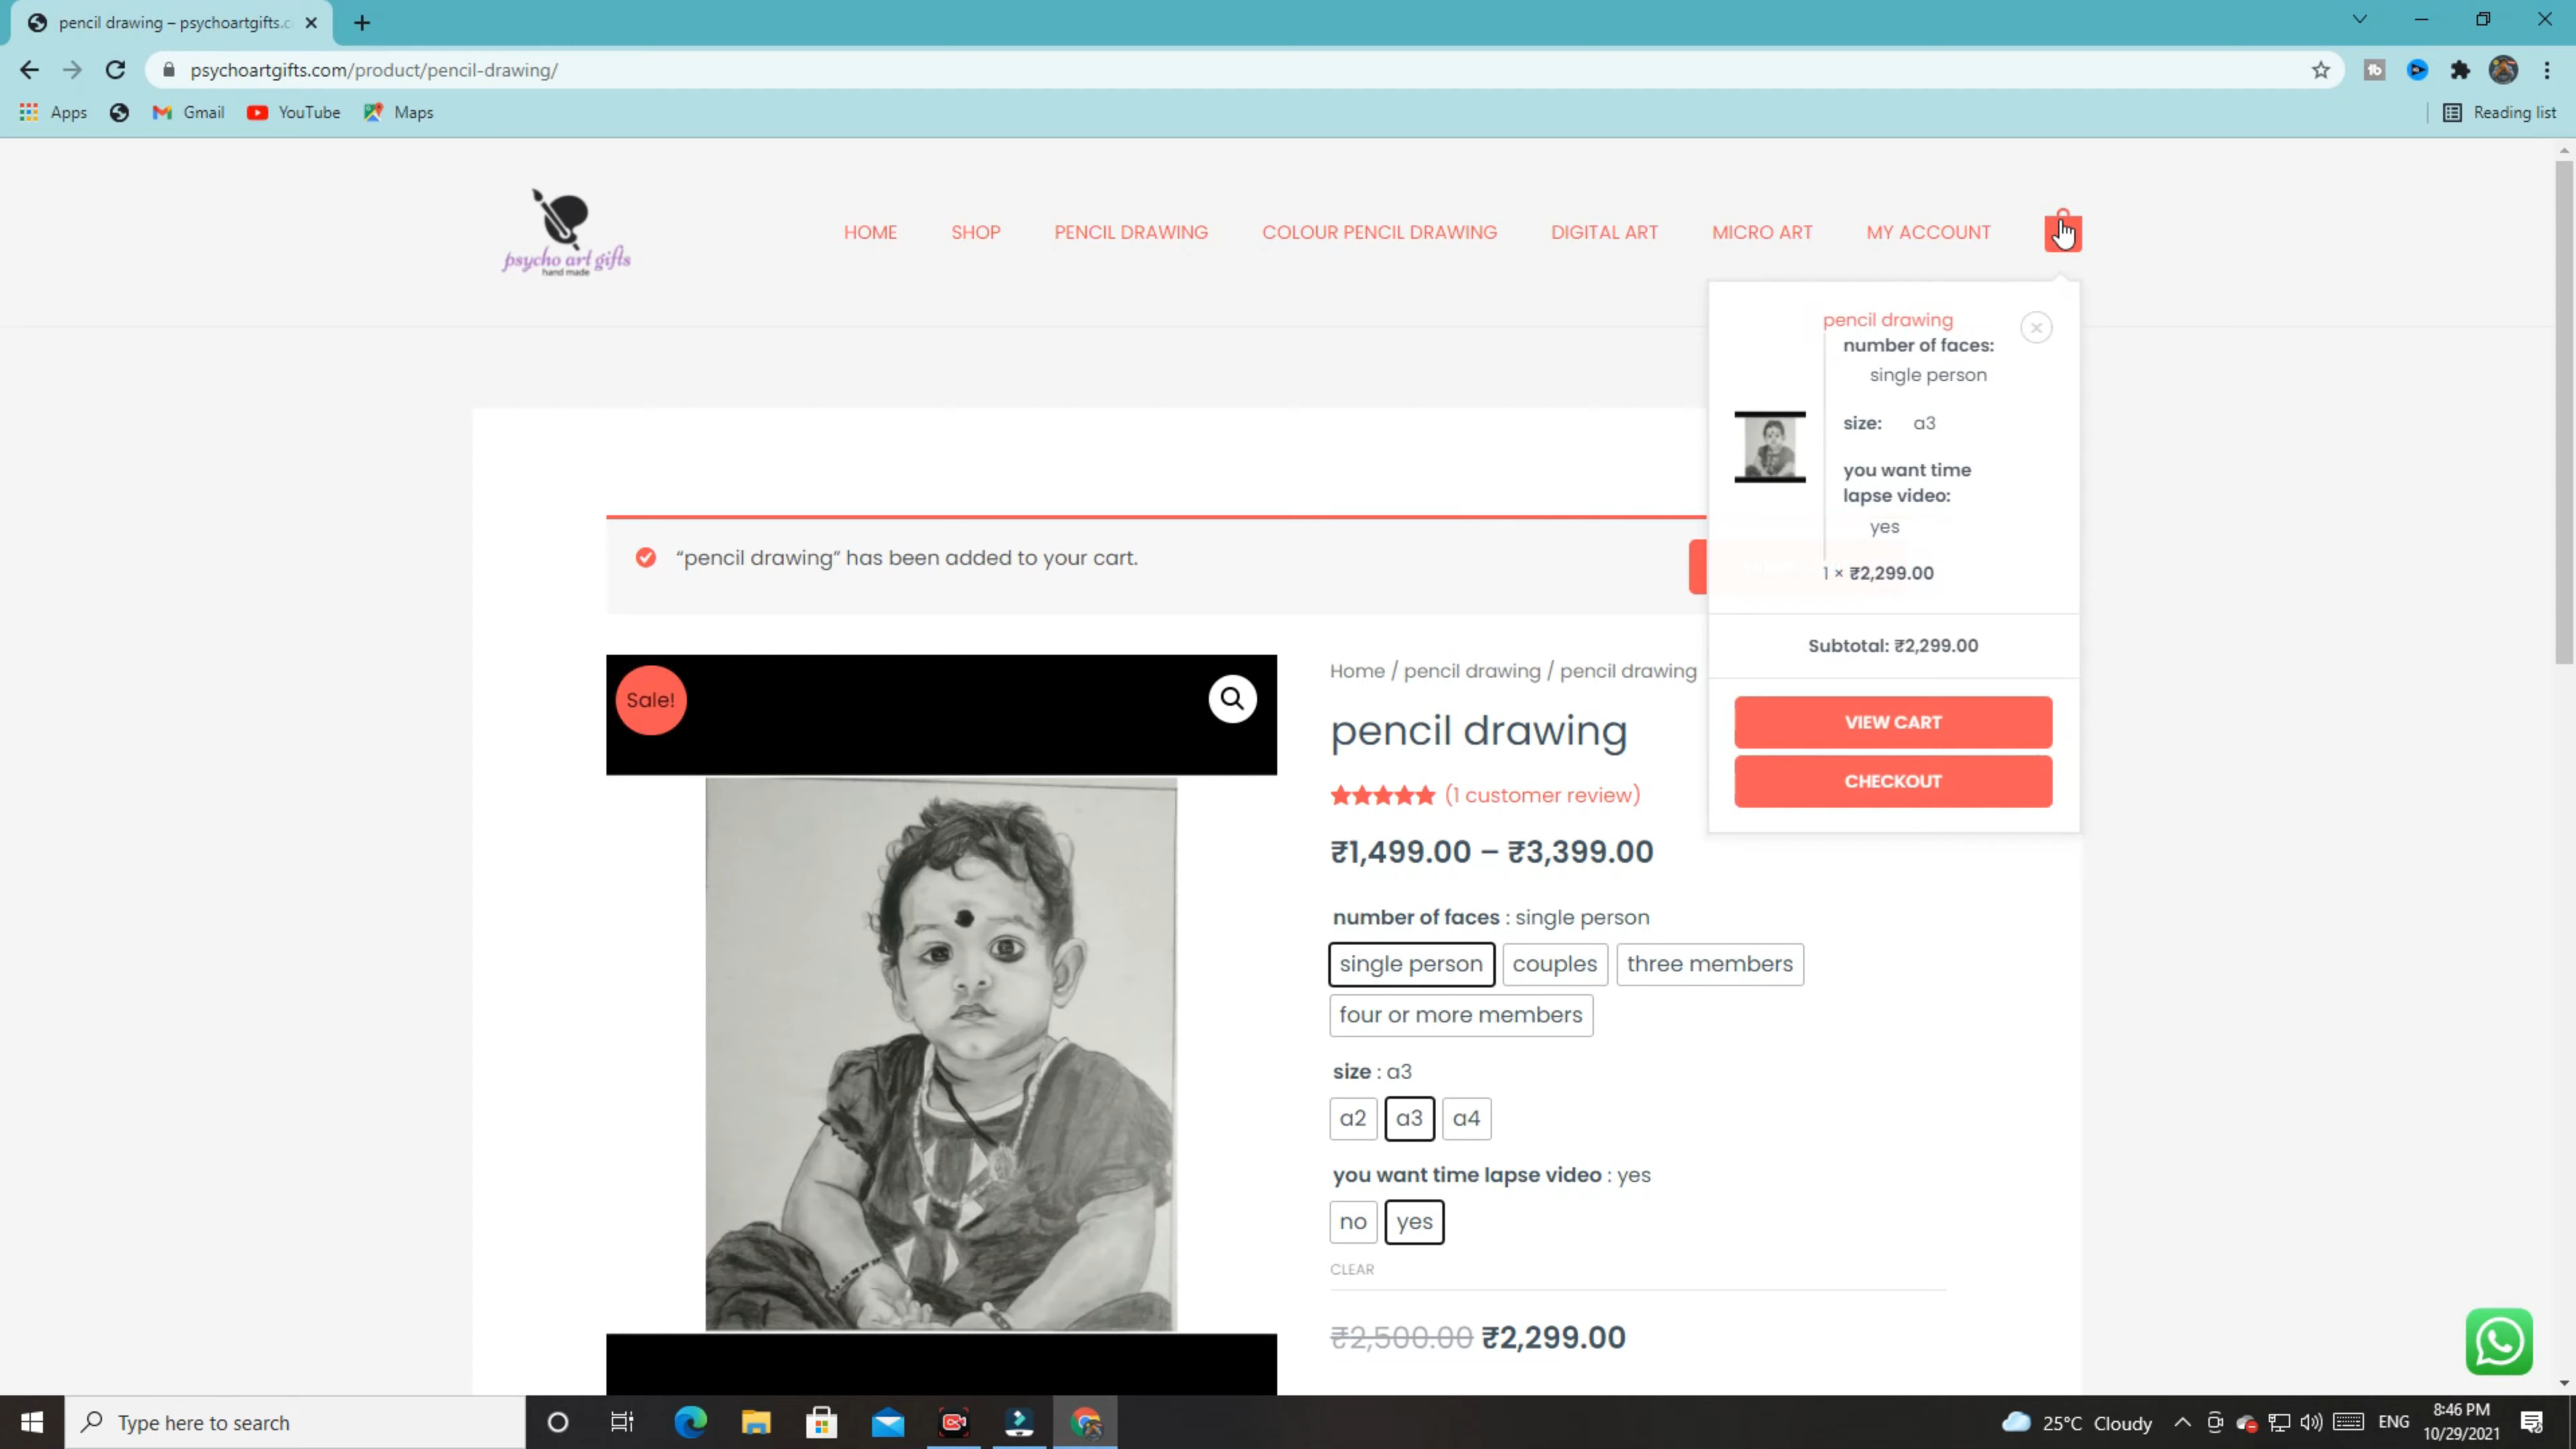 pencil drawing – psychoartgifts.c
psychoartgifts.com/product/pencil-drawing/
Apps
Gmail
YouTube
Maps
Reading list
psycho art gifts
hand made
HOME
SHOP
PENCIL DRAWING
COLOUR PENCIL DRAWING
DIGITAL ART
MICRO ART
MY ACCOUNT
pencil drawing
number of faces:
single person
size: a3
you want time
lapse video:
yes
1 × ₹2,299.00
Subtotal: ₹2,299.00
VIEW CART
CHECKOUT
“pencil drawing” has been added to your cart.
Sale!
Home / pencil drawing / pencil drawing
pencil drawing
(1 customer review)
₹1,499.00 – ₹3,399.00
number of faces : single person
single person
couples
three members
four or more members
size : a3
a2
a3
a4
you want time lapse video : yes
no
yes
CLEAR
₹2,500.00 ₹2,299.00
Type here to search
25°C Cloudy
ENG
8:46 PM
10/29/2021